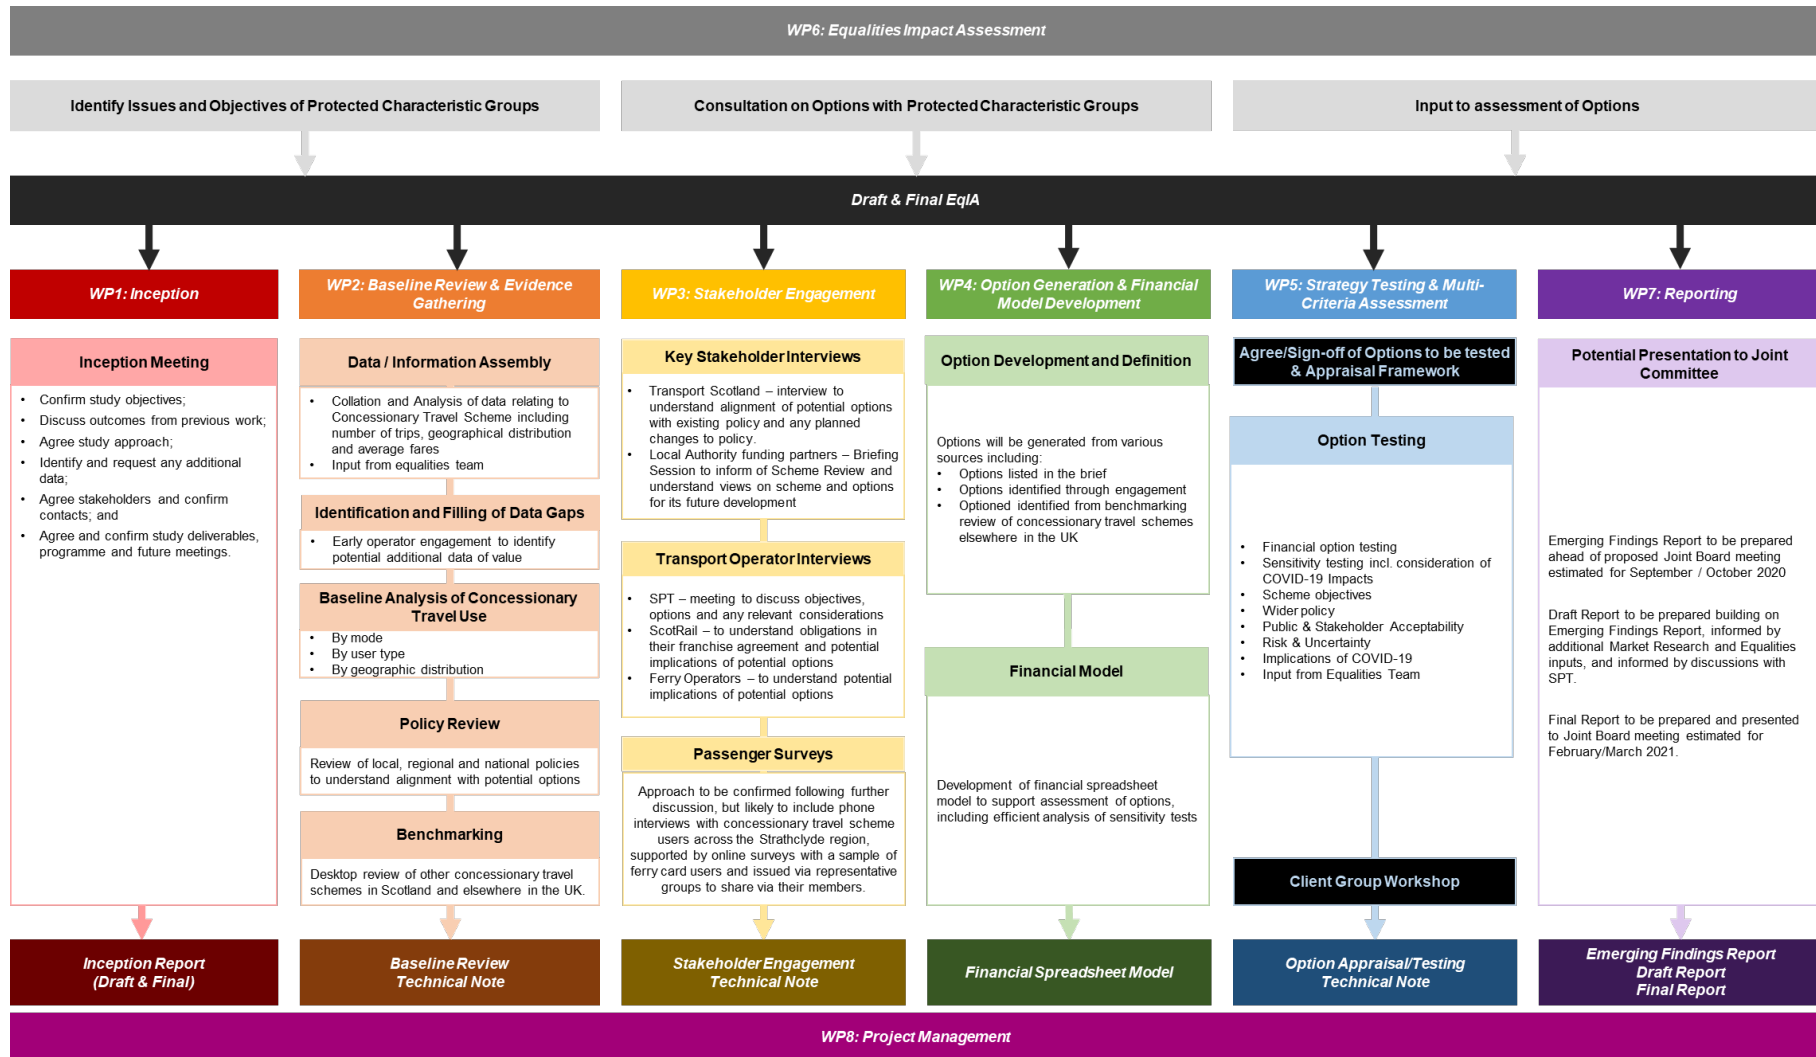 WP6: Equalities Impact Assessment
Identify Issues and Objectives of Protected Characteristic Groups
Consultation on Options with Protected Characteristic Groups
Input to assessment of Options
Draft & Final EqIA
WP1: Inception
Inception Meeting
• Confirm study objectives;
• Discuss outcomes from previous work;
• Agree study approach;
• Identify and request any additional
data;
• Agree stakeholders and confirm
contacts; and
• Agree and confirm study deliverables,
programme and future meetings.
Inception Report
(Draft & Final)
WP2: Baseline Review & Evidence
Gathering
Data / Information Assembly
• Collation and Analysis of data relating to
Concessionary Travel Scheme including
number of trips, geographical distribution
and average fares
• Input from equalities team
Identification and Filling of Data Gaps
• Early operator engagement to identify
potential additional data of value
Baseline Analysis of Concessionary
Travel Use
• By mode
• By user type
• By geographic distribution
Policy Review
Review of local, regional and national policies
to understand alignment with potential options
Benchmarking
Desktop review of other concessionary travel
schemes in Scotland and elsewhere in the UK.
Baseline Review
Technical Note
WP3: Stakeholder Engagement
Key Stakeholder Interviews
• Transport Scotland – interview to
understand alignment of potential options
with existing policy and any planned
changes to policy.
• Local Authority funding partners – Briefing
Session to inform of Scheme Review and
understand views on scheme and options
for its future development
Transport Operator Interviews
• SPT – meeting to discuss objectives,
options and any relevant considerations
• ScotRail – to understand obligations in
their franchise agreement and potential
implications of potential options
• Ferry Operators – to understand potential
implications of potential options
Passenger Surveys
Approach to be confirmed following further
discussion, but likely to include phone
interviews with concessionary travel scheme
users across the Strathclyde region,
supported by online surveys with a sample of
ferry card users and issued via representative
groups to share via their members.
Stakeholder Engagement
Technical Note
WP4: Option Generation & Financial
Model Development
Option Development and Definition
Options will be generated from various
sources including:
• Options listed in the brief
• Options identified through engagement
• Optioned identified from benchmarking
review of concessionary travel schemes
elsewhere in the UK
Financial Model
Development of financial spreadsheet
model to support assessment of options,
including efficient analysis of sensitivity tests
Financial Spreadsheet Model
WP5: Strategy Testing & Multi-
Criteria Assessment
Agree/Sign-off of Options to be tested
& Appraisal Framework
Option Testing
• Financial option testing
• Sensitivity testing incl. consideration of
COVID-19 Impacts
• Scheme objectives
• Wider policy
• Public & Stakeholder Acceptability
• Risk & Uncertainty
• Implications of COVID-19
• Input from Equalities Team
Client Group Workshop
Option Appraisal/Testing
Technical Note
WP7: Reporting
Potential Presentation to Joint
Committee
Emerging Findings Report to be prepared
ahead of proposed Joint Board meeting
estimated for September / October 2020
Draft Report to be prepared building on
Emerging Findings Report, informed by
additional Market Research and Equalities
inputs, and informed by discussions with
SPT.
Final Report to be prepared and presented
to Joint Board meeting estimated for
February/March 2021.
Emerging Findings Report
Draft Report
Final Report
WP8: Project Management